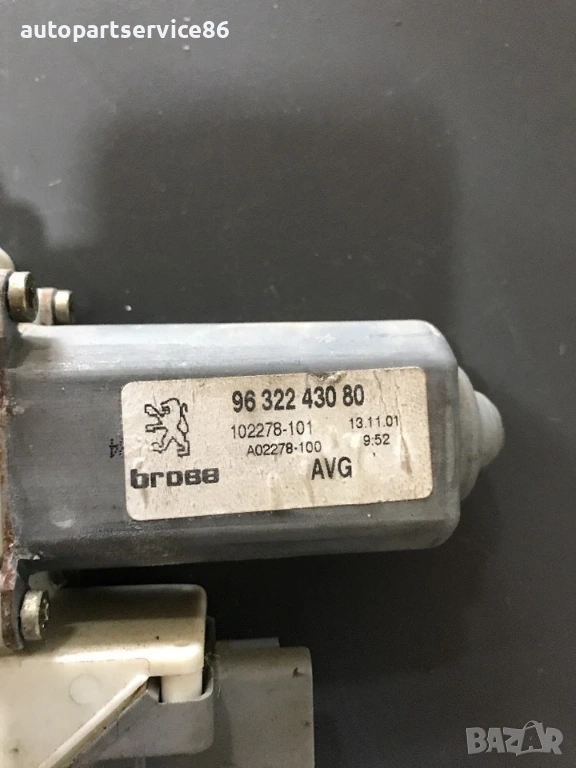 autopartservice86
96 322 430 80
102278-101 13.11.01
A02278-100 9:52
brose AVG
BAZAR